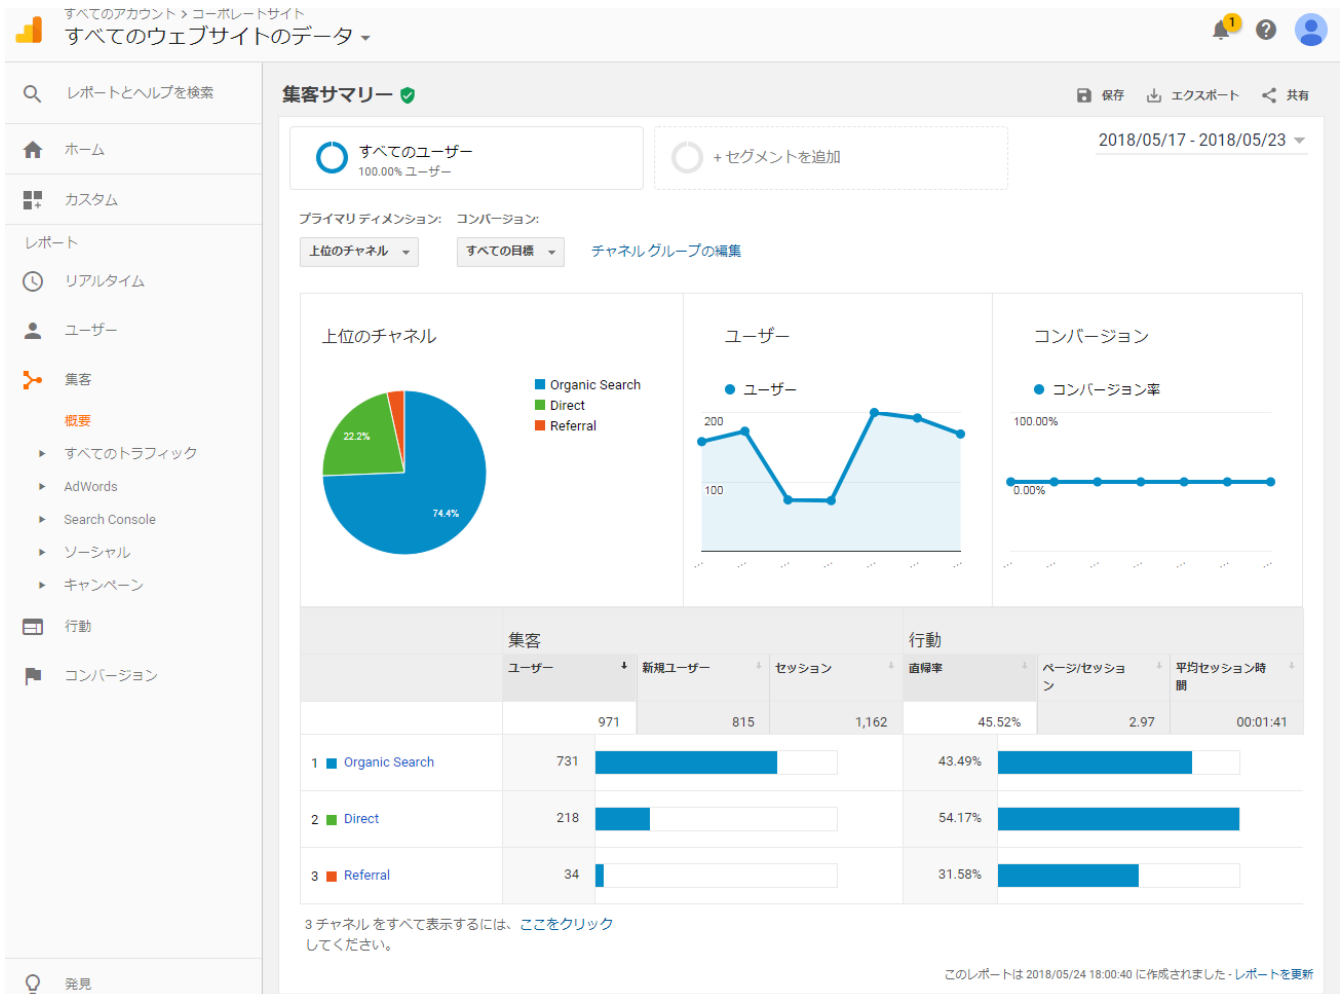 すべてのアカウント > コーポレートサイト
すべてのウェブサイトのデータ
1
レポートとヘルプを検索
ホーム
カスタム
レポート
リアルタイム
ユーザー
集客
概要
すべてのトラフィック
AdWords
Search Console
ソーシャル
キャンペーン
行動
コンバージョン
発見
集客サマリー
保存 エクスポート 共有
すべてのユーザー
100.00% ユーザー
+ セグメントを追加
2018/05/17 - 2018/05/23
プライマリ ディメンション: コンバージョン:
上位のチャネル すべての目標 チャネル グループの編集
上位のチャネル
Organic Search
Direct
Referral
22.2%
74.4%
ユーザー
ユーザー
200
100
コンバージョン
コンバージョン率
100.00%
0.00%
集客 行動
ユーザー 新規ユーザー セッション 直帰率 ページ/セッショ
ン 平均セッション時
間
971 815 1,162 45.52% 2.97 00:01:41
1 Organic Search 731 43.49%
2 Direct 218 54.17%
3 Referral 34 31.58%
3 チャネル をすべて表示するには、ここをクリック
してください。
このレポートは 2018/05/24 18:00:40 に作成されました - レポートを更新